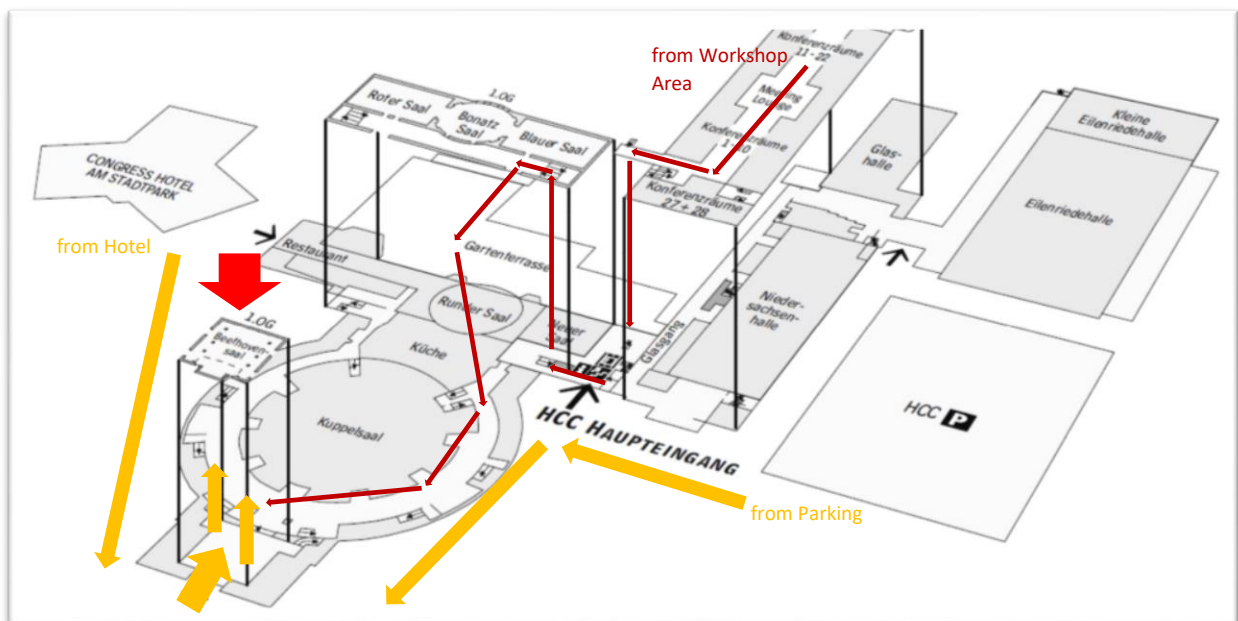 from Workshop
Area
Konferenzräume
11 - 22
Meeting
Lounge
Konferenzräume
1 - 10
Konferenzräume
27 + 28
Glas-
halle
Kleine
Eilenriedehalle
Eilenriedehalle
1.OG
Roter Saal
Bonatz
Saal
Blauer Saal
CONGRESS HOTEL
AM STADTPARK
from Hotel
Restaurant
Gartenterrasse
Runder Saal
Neuer
Saal
Glasgang
Nieder-
sachsen-
halle
1.OG
Beethoven-
saal
Küche
Kuppelsaal
HCC HAUPTEINGANG
HCC P
from Parking